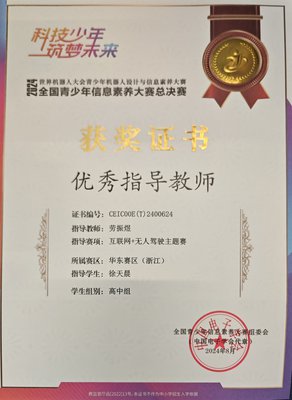 科技少年
筑梦未来
2024
世界机器人大会青少年机器人设计与信息素养大赛
全国青少年信息素养大赛总决赛
获奖证书
优秀指导教师
证书编号：CEIC00E(T)2400624
指导教师：劳振煜
指导赛项：互联网+无人驾驶主题赛
所属赛区：华东赛区（浙江）
指导学生：徐天晨
学生组别：高中组
全国青少年信息素养大赛组委会
（中国电子学会代章）
2024年8月